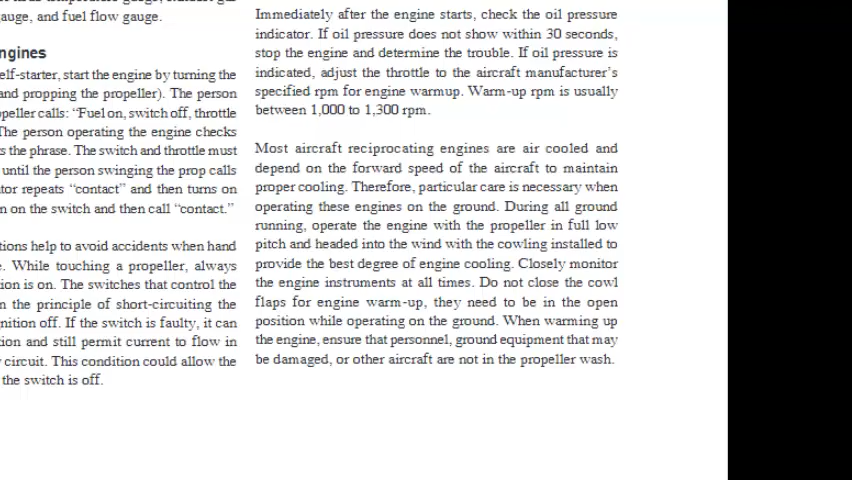 gauge, and fuel flow gauge.
ngines
elf-starter, start the engine by turning the
and propping the propeller). The person
peller calls: “Fuel on, switch off, throttle
The person operating the engine checks
s the phrase. The switch and throttle must
until the person swinging the prop calls
tor repeats “contact” and then turns on
n on the switch and then call “contact.”
tions help to avoid accidents when hand
e. While touching a propeller, always
ion is on. The switches that control the
n the principle of short-circuiting the
nition off. If the switch is faulty, it can
tion and still permit current to flow in
circuit. This condition could allow the
the switch is off.
Immediately after the engine starts, check the oil pressure
indicator. If oil pressure does not show within 30 seconds,
stop the engine and determine the trouble. If oil pressure is
indicated, adjust the throttle to the aircraft manufacturer’s
specified rpm for engine warmup. Warm-up rpm is usually
between 1,000 to 1,300 rpm.
Most aircraft reciprocating engines are air cooled and
depend on the forward speed of the aircraft to maintain
proper cooling. Therefore, particular care is necessary when
operating these engines on the ground. During all ground
running, operate the engine with the propeller in full low
pitch and headed into the wind with the cowling installed to
provide the best degree of engine cooling. Closely monitor
the engine instruments at all times. Do not close the cowl
flaps for engine warm-up, they need to be in the open
position while operating on the ground. When warming up
the engine, ensure that personnel, ground equipment that may
be damaged, or other aircraft are not in the propeller wash.